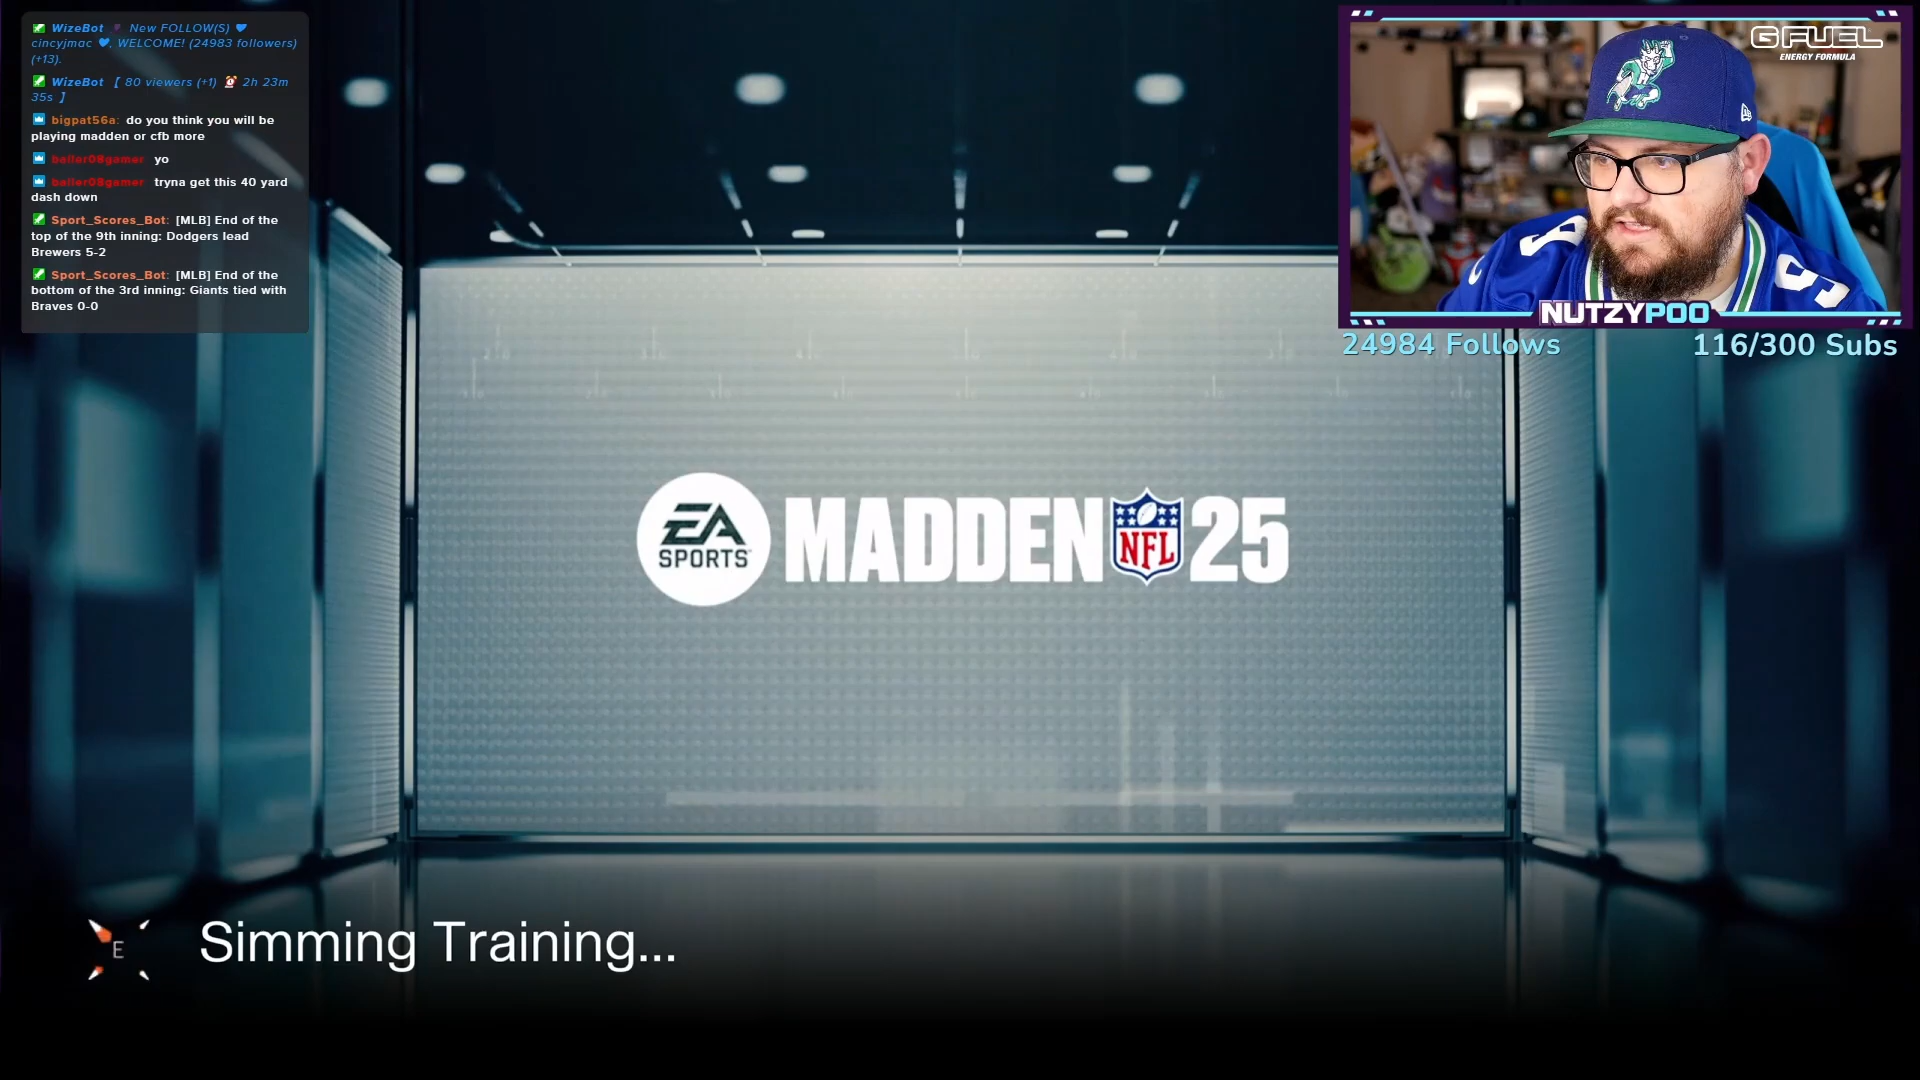 WizeBot New FOLLOW(S)
cincyjmac , WELCOME! (24983 followers)
(+13).
WizeBot [ 80 viewers (+1) 2h 23m
35s ]
bigpat56a: do you think you will be
playing madden or cfb more
baller08gamer yo
baller08gamer tryna get this 40 yard
dash down
Sport_Scores_Bot: [MLB] End of the
top of the 9th inning: Dodgers lead
Brewers 5-2
Sport_Scores_Bot: [MLB] End of the
bottom of the 3rd inning: Giants tied with
Braves 0-0
G FUEL
ENERGY FORMULA
NUTZYPOO
24984 Follows
116/300 Subs
EA
SPORTS
MADDEN NFL 25
E
Simming Training...